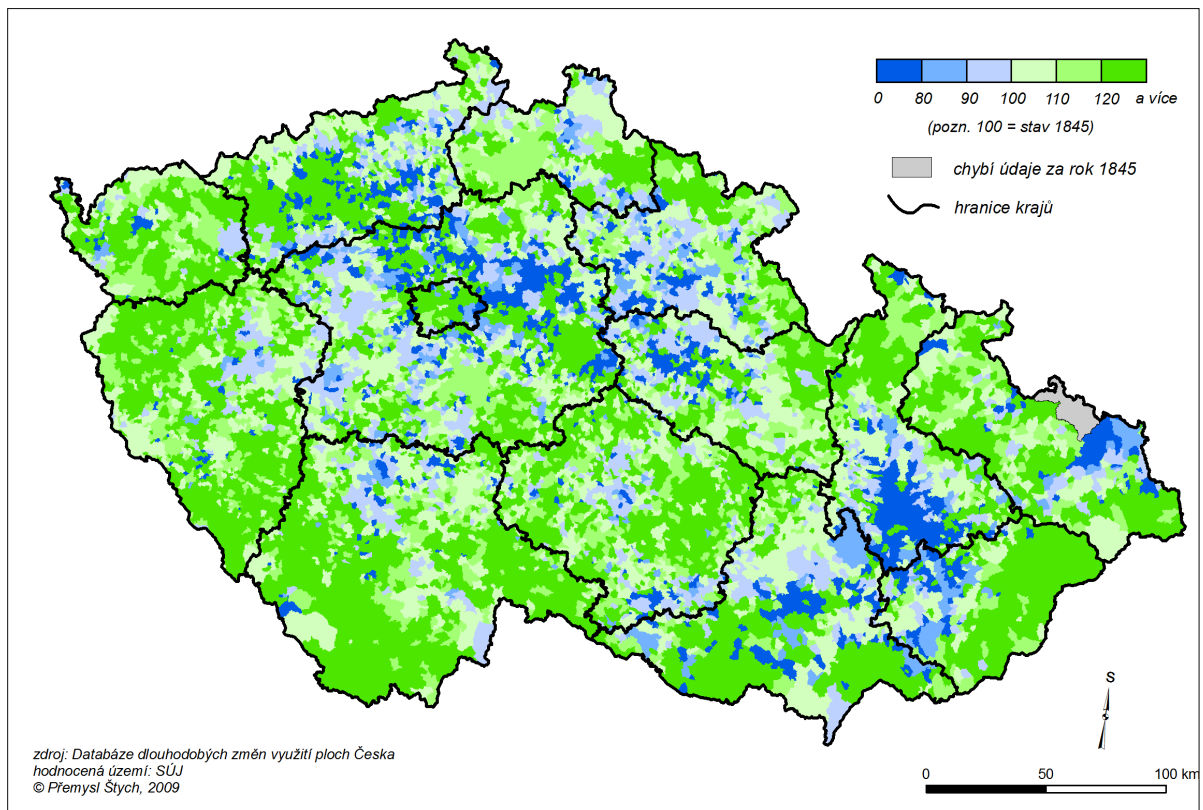 0 80 90 100 110 120 a více
(pozn. 100 = stav 1845)
chybí údaje za rok 1845
hranice krajů
S
zdroj: Databáze dlouhodobých změn využití ploch Česka
hodnocená území: SÚJ
© Přemysl Štych, 2009
0 50 100 km